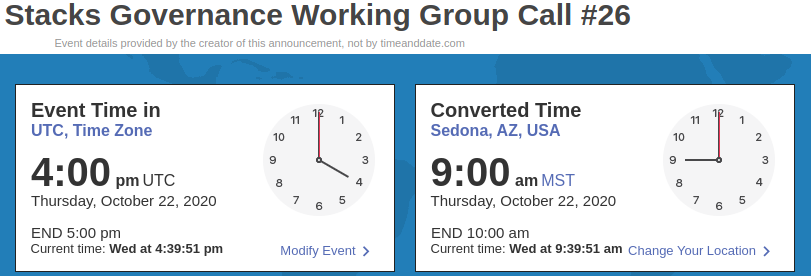 Stacks Governance Working Group Call #26
Event details provided by the creator of this announcement, not by timeanddate.com
Event Time in
UTC, Time Zone
4:00 pm UTC
Thursday, October 22, 2020
END 5:00 pm
Current time: Wed at 4:39:51 pm
Modify Event
12
1
2
3
4
5
6
7
8
9
10
11
Converted Time
Sedona, AZ, USA
9:00 am MST
Thursday, October 22, 2020
END 10:00 am
Current time: Wed at 9:39:51 am
Change Your Location
12
1
2
3
4
5
6
7
8
9
10
11